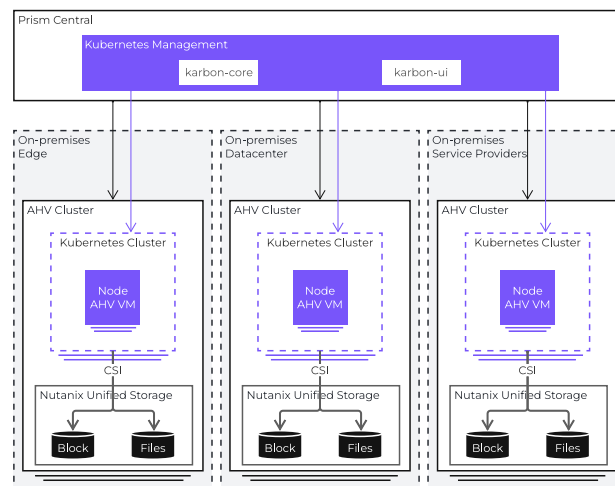 Prism Central
Kubernetes Management
karbon-core
karbon-ui
On-premises
Edge
AHV Cluster
Kubernetes Cluster
Node
AHV VM
CSI
Nutanix Unified Storage
Block
Files
On-premises
Datacenter
AHV Cluster
Kubernetes Cluster
Node
AHV VM
CSI
Nutanix Unified Storage
Block
Files
On-premises
Service Providers
AHV Cluster
Kubernetes Cluster
Node
AHV VM
CSI
Nutanix Unified Storage
Block
Files